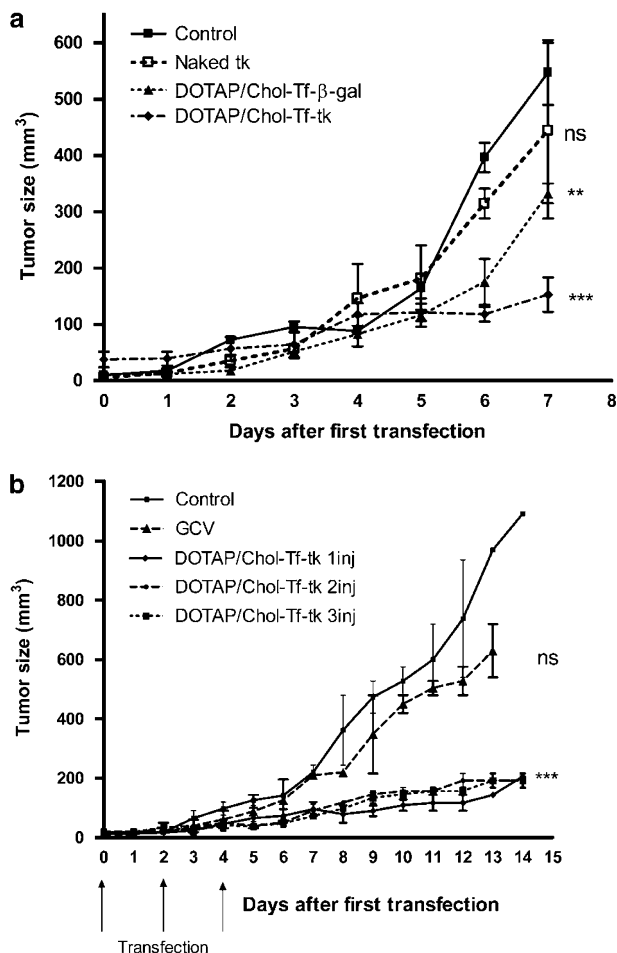 a
600
500
400
300
200
100
0
Tumor size (mm³)
Control
Naked tk
DOTAP/Chol-Tf-β-gal
DOTAP/Chol-Tf-tk
ns
**
***
0 1 2 3 4 5 6 7 8
Days after first transfection
b
1200
1000
800
600
400
200
0
Tumor size (mm³)
Control
GCV
DOTAP/Chol-Tf-tk 1inj
DOTAP/Chol-Tf-tk 2inj
DOTAP/Chol-Tf-tk 3inj
ns
***
0 1 2 3 4 5 6 7 8 9 10 11 12 13 14 15
Days after first transfection
Transfection